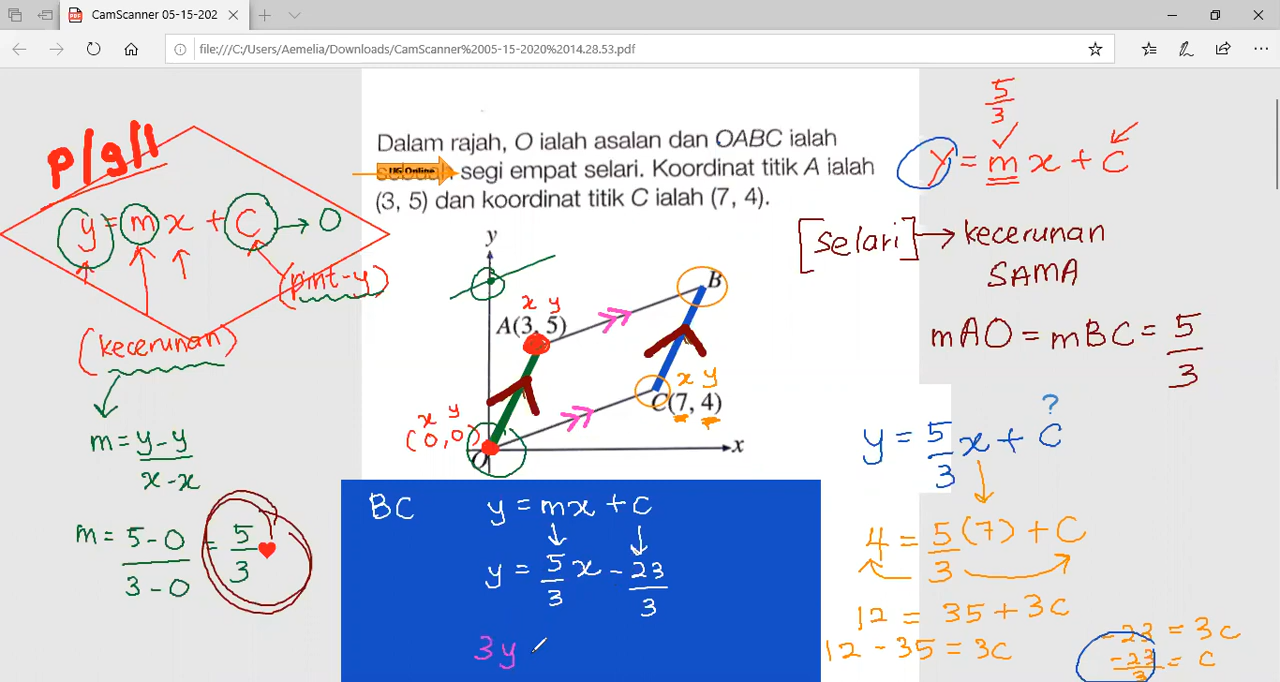 CamScanner 05-15-202
file:///C:/Users/Aemelia/Downloads/CamScanner%2005-15-2020%2014.28.53.pdf
Dalam rajah, O ialah asalan dan OABC ialah
segi empat selari. Koordinat titik A ialah
(3, 5) dan koordinat titik C ialah (7, 4).
P/g//
y = mx + C → 0
(pint-y)
(kecerunan)
m = y-y
x-x
m = 5-0 = 5
3-0 3
y
x y
A(3, 5)
B
x y
C(7, 4)
x y
(0,0)
O
x
BC y = mx + C
y = 5/3 x - 23/3
3y
5/3
y = mx + C
[selari] → kecerunan
SAMA
mAO = mBC = 5/3
?
y = 5/3 x + C
4 = 5/3 (7) + C
12 = 35 + 3C
12 - 35 = 3C
-23 = 3C
-23/3 = C